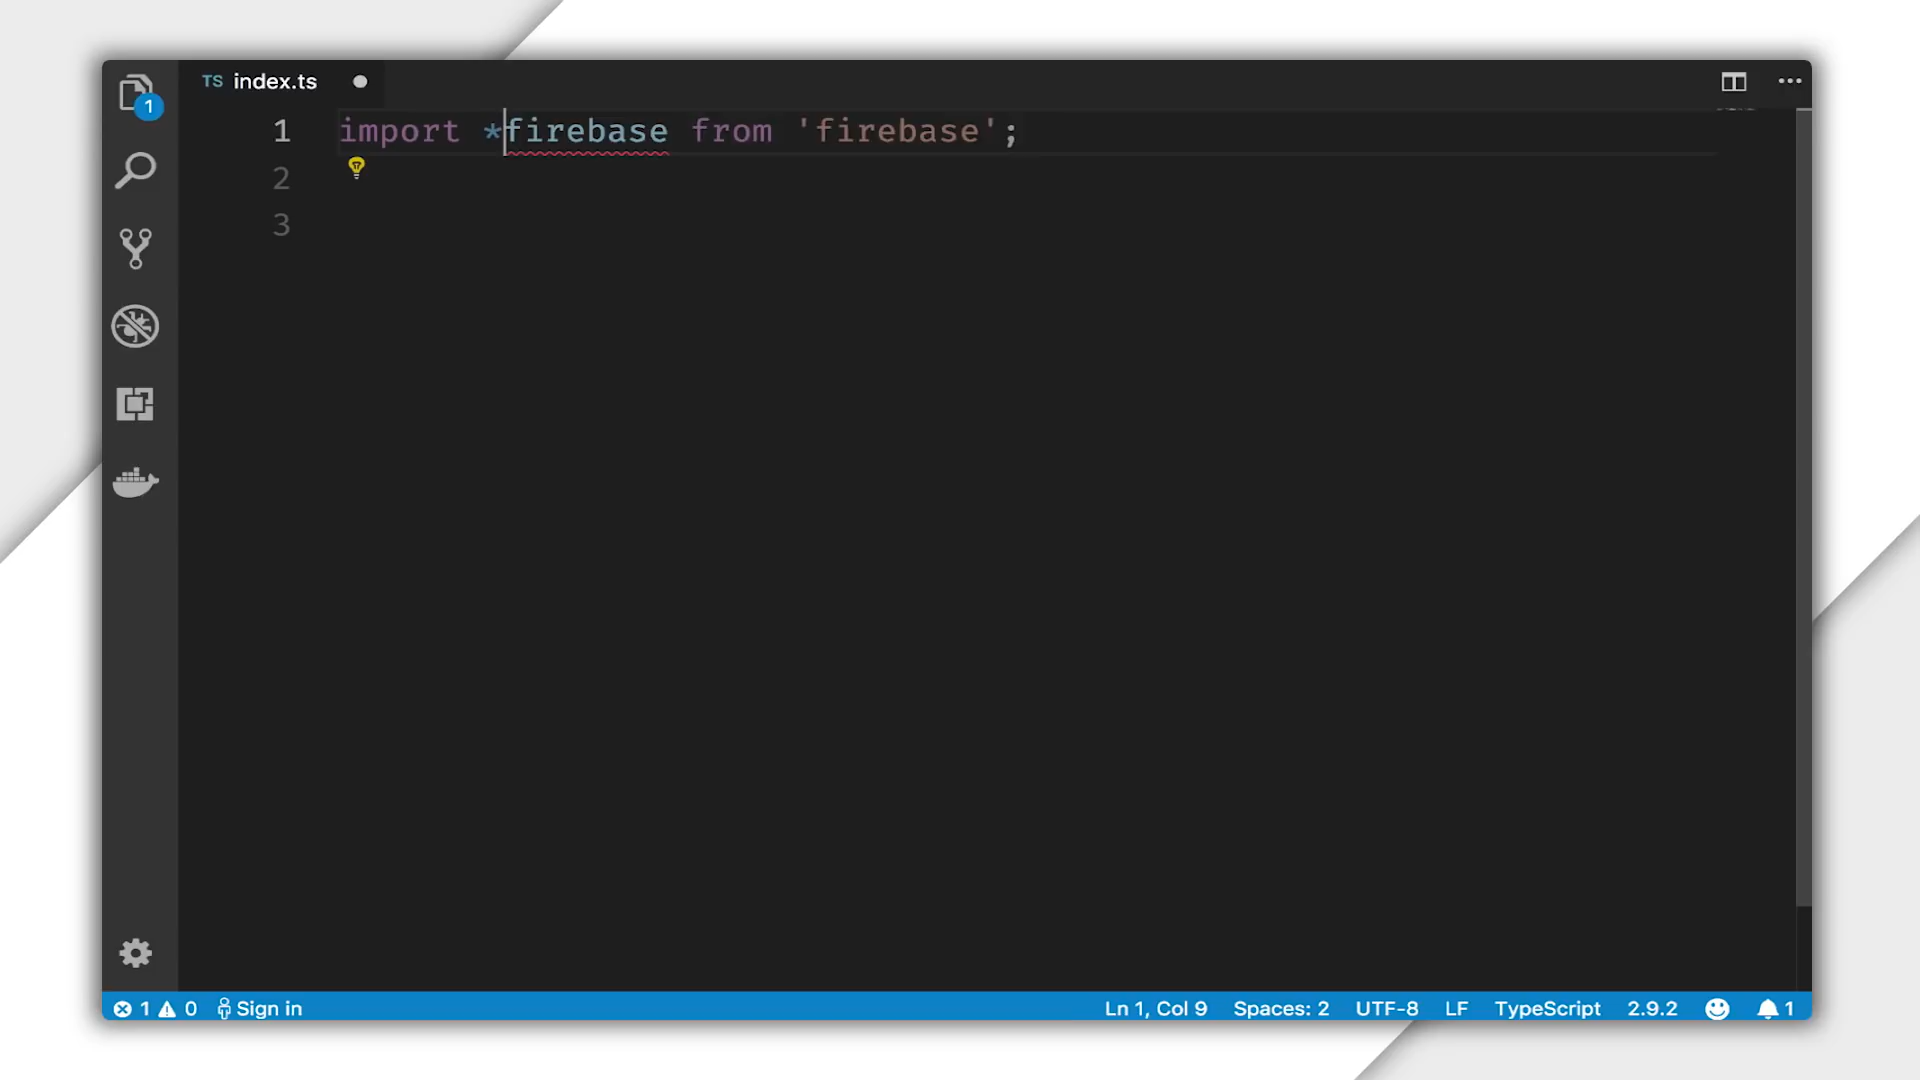 TS index.ts
1
1 import *firebase from 'firebase';
2
3
1 0 Sign in Ln 1, Col 9 Spaces: 2 UTF-8 LF TypeScript 2.9.2 1